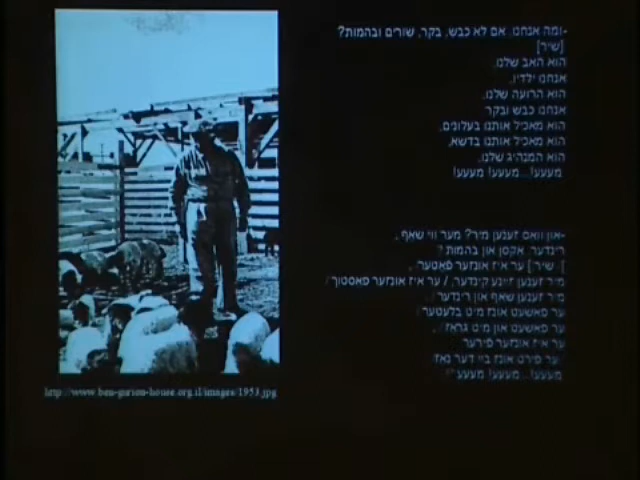 -ומה אנחנו, אם לא כבש, בקר, שורים ובהמות?
[שיר]
הוא האב שלנו,
אנחנו ילדיו,
הוא הרועה שלנו,
אנחנו כבש ובקר
הוא מאכיל אותנו בעלונים,
הוא מאכיל אותנו בדשא,
הוא המנהיג שלנו.
מעעע!...מעעע! מעעע!
-און וואס זענען מיר? מער ווי שאף,
רינדער, אקסן און בהמות?
[שיר] ער איז אונזער פאטער,
מיר זענען זיינע קינדער, / ער איז אונזער פאסטוך /
מיר זענען שאף און רינדער /
ער פאשעט אונז מיט בלעטער
ער פאשעט און מיט גראז /,
ער איז אונזער פירער
ער פירט אונז ביי דער נאז!
מעעע!... מעעע! מעעע"!
http://www.ben-gurion-house.org.il/images/1953.jpg